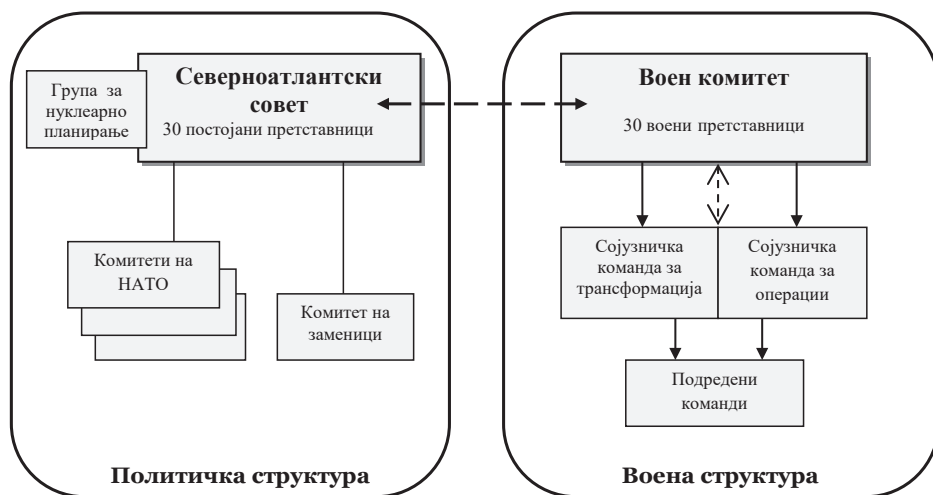 Северноатлантски
совет
30 постојани претставници
Група за
нуклеарно
планирање
Комитети на
НАТО
Комитет на
заменици
Политичка структура
Воен комитет
30 воени претставници
Сојузничка
команда за
трансформација
Сојузничка
команда за
операции
Подредени
команди
Воена структура